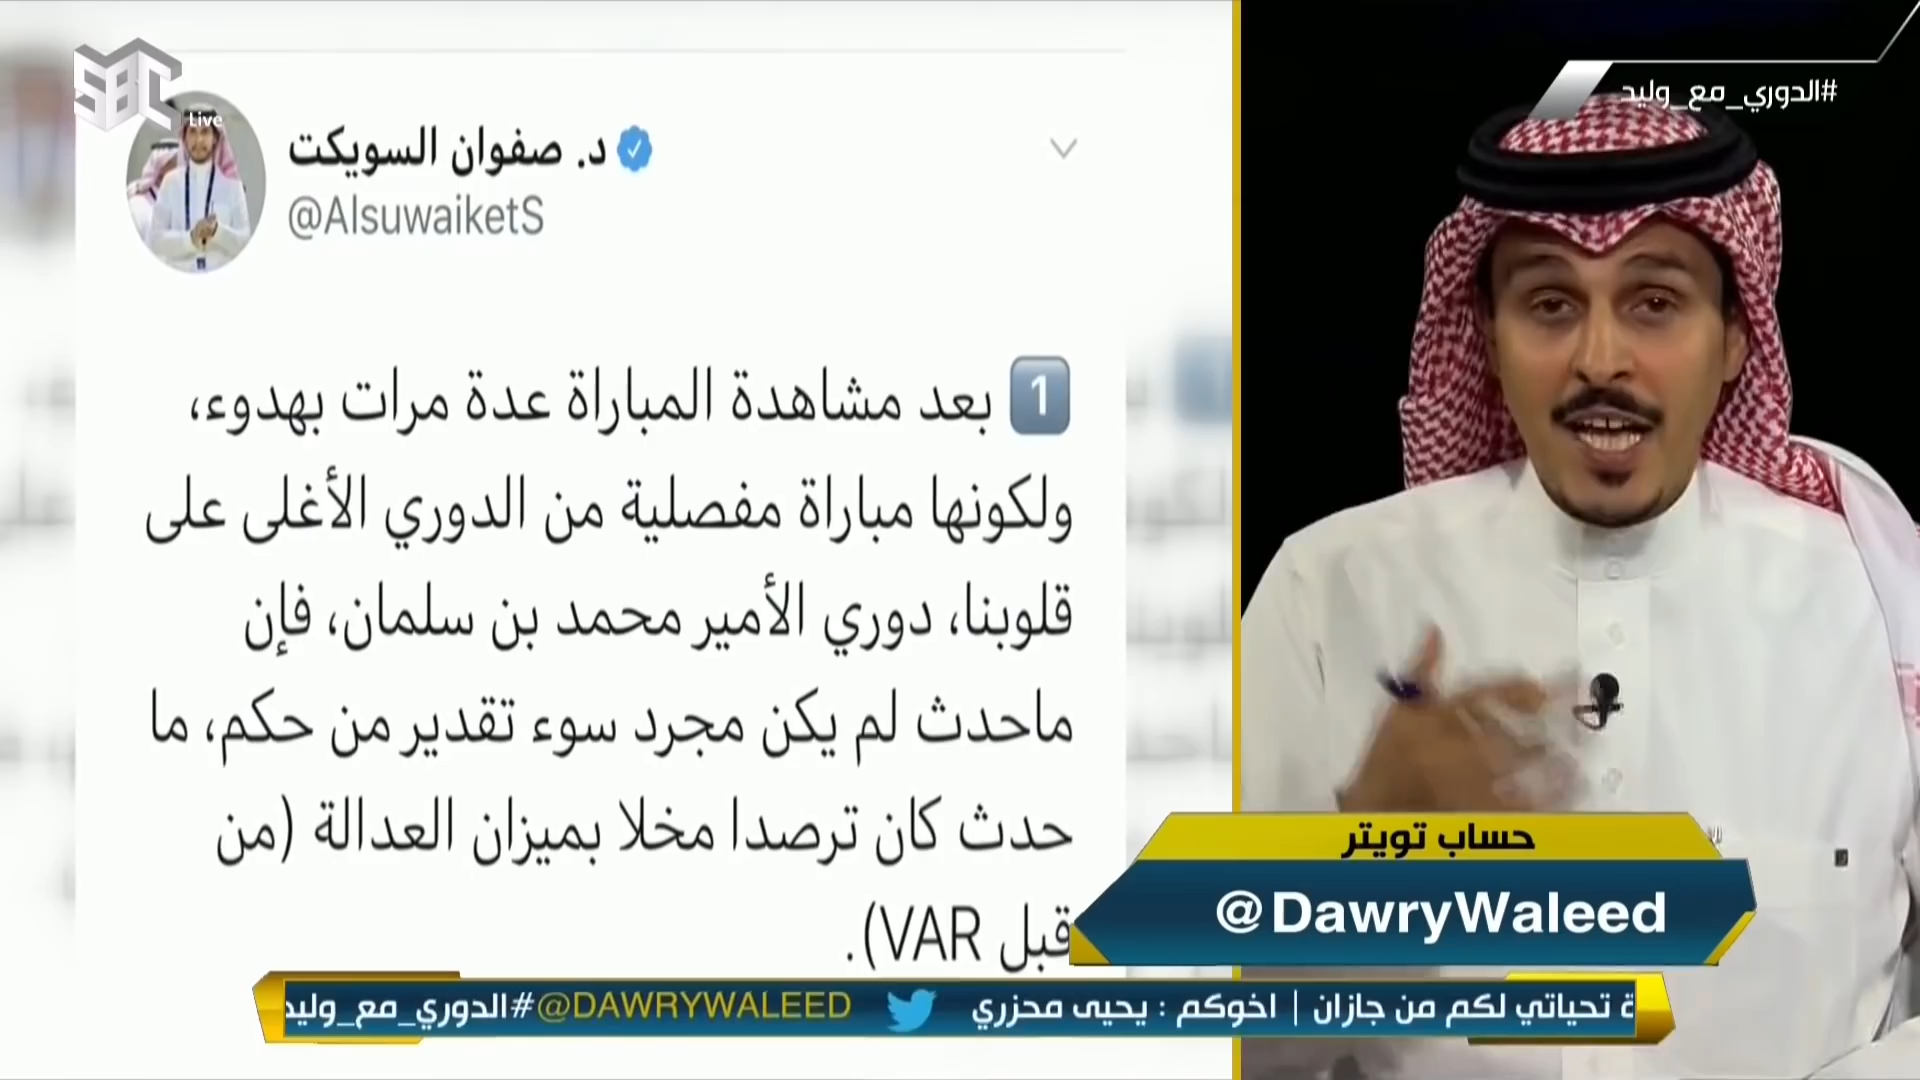 SBC
Live
#الدوري_مع_وليد
د. صفوان السويكت
@AlsuwaiketS
1 بعد مشاهدة المباراة عدة مرات بهدوء،
ولكونها مباراة مفصلية من الدوري الأغلى على
قلوبنا، دوري الأمير محمد بن سلمان، فإن
ماحدث لم يكن مجرد سوء تقدير من حكم، ما
حدث كان ترصدا مخلا بميزان العدالة (من
قبل VAR).
حساب تويتر
@DawryWaleed
ة تحياتي لكم من جازان | اخوكم : يحيى محزري
@DAWRYWALEED #الدوري_مع_وليد